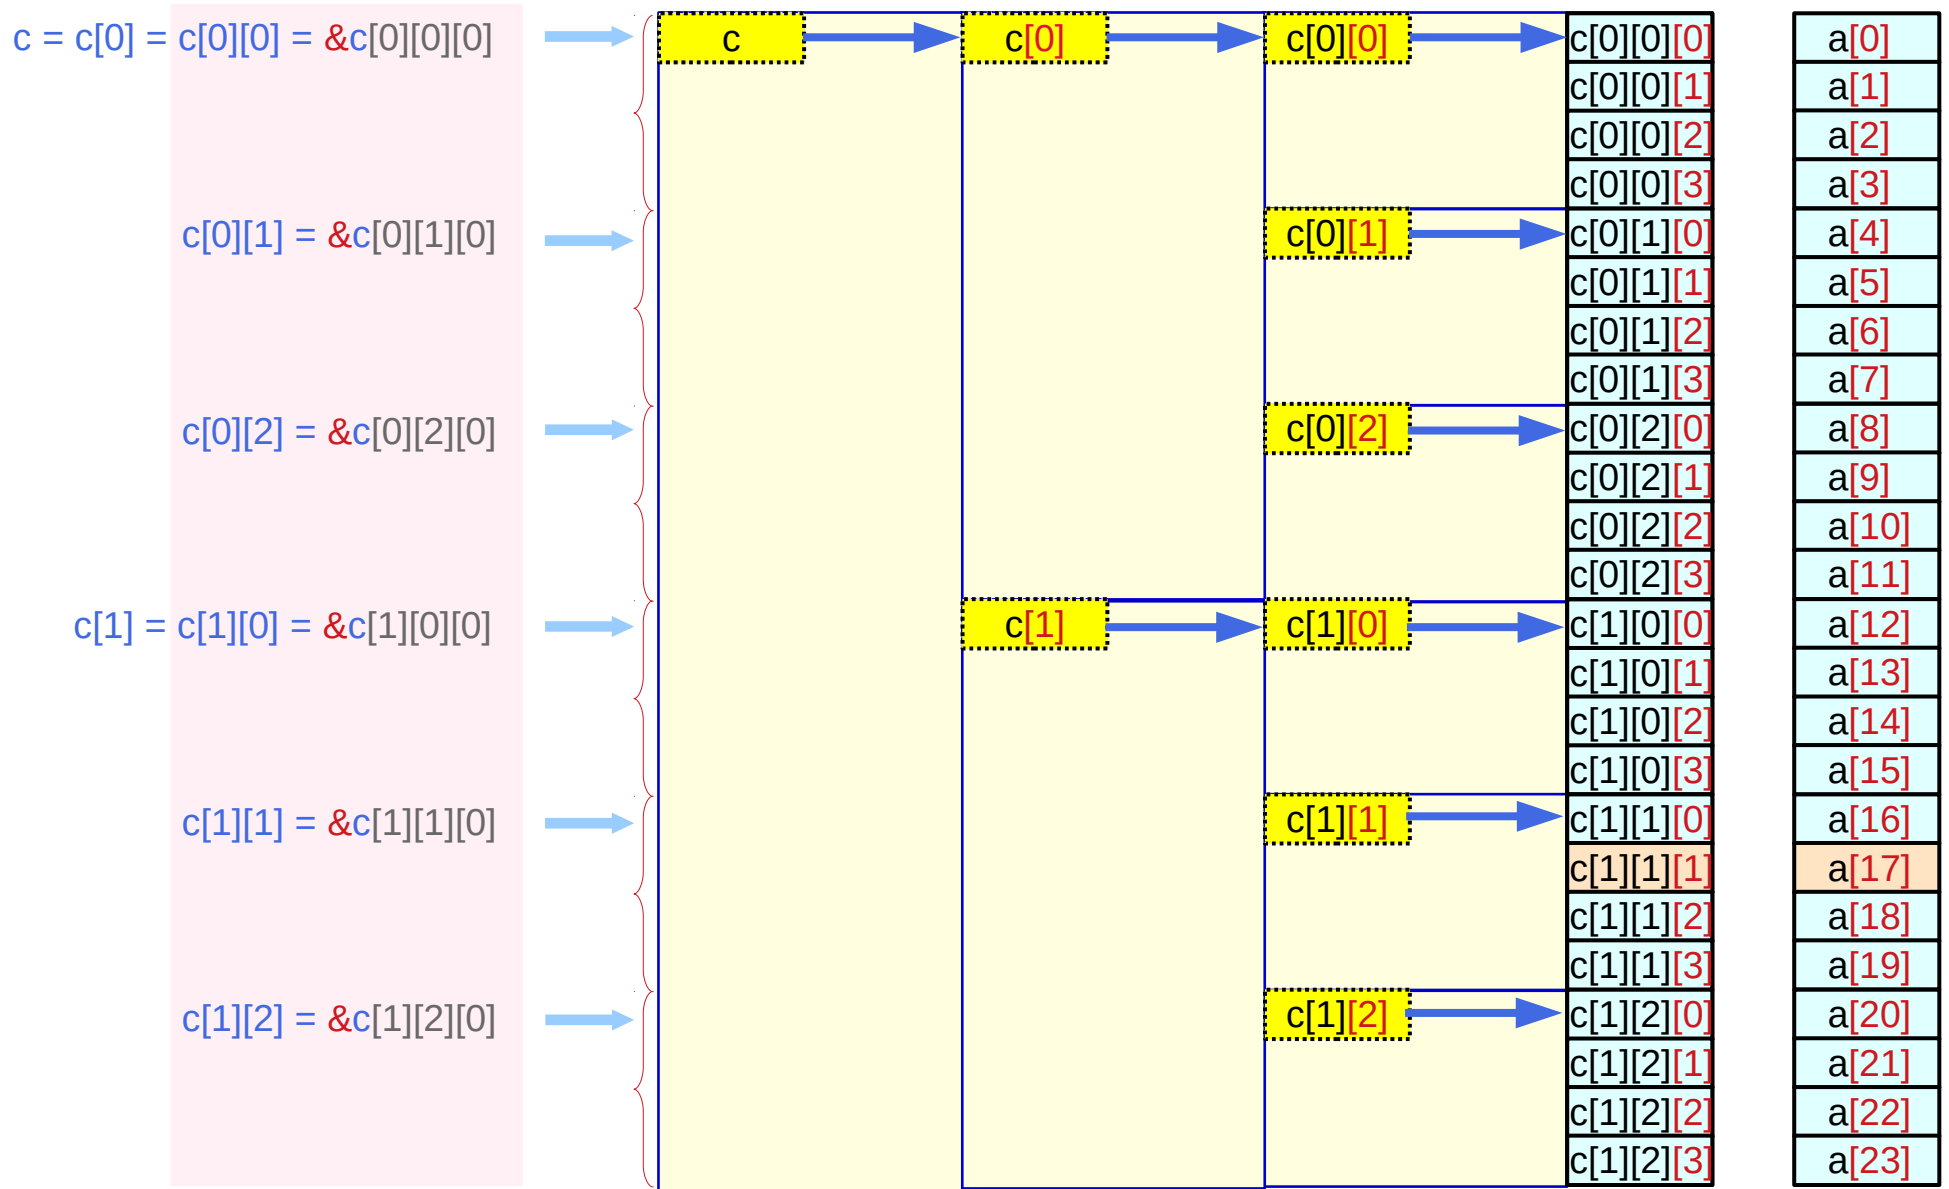 c = c[0] = c[0][0] = &c[0][0][0] c c[0] c[0][0] c[0][0][0] a[0]
c[0][0][1] a[1]
c[0][0][2] a[2]
c[0][0][3] a[3]
c[0][1] = &c[0][1][0] c[0][1] c[0][1][0] a[4]
c[0][1][1] a[5]
c[0][1][2] a[6]
c[0][1][3] a[7]
c[0][2] = &c[0][2][0] c[0][2] c[0][2][0] a[8]
c[0][2][1] a[9]
c[0][2][2] a[10]
c[0][2][3] a[11]
c[1] = c[1][0] = &c[1][0][0] c[1] c[1][0] c[1][0][0] a[12]
c[1][0][1] a[13]
c[1][0][2] a[14]
c[1][0][3] a[15]
c[1][1] = &c[1][1][0] c[1][1] c[1][1][0] a[16]
c[1][1][1] a[17]
c[1][1][2] a[18]
c[1][1][3] a[19]
c[1][2] = &c[1][2][0] c[1][2] c[1][2][0] a[20]
c[1][2][1] a[21]
c[1][2][2] a[22]
c[1][2][3] a[23]